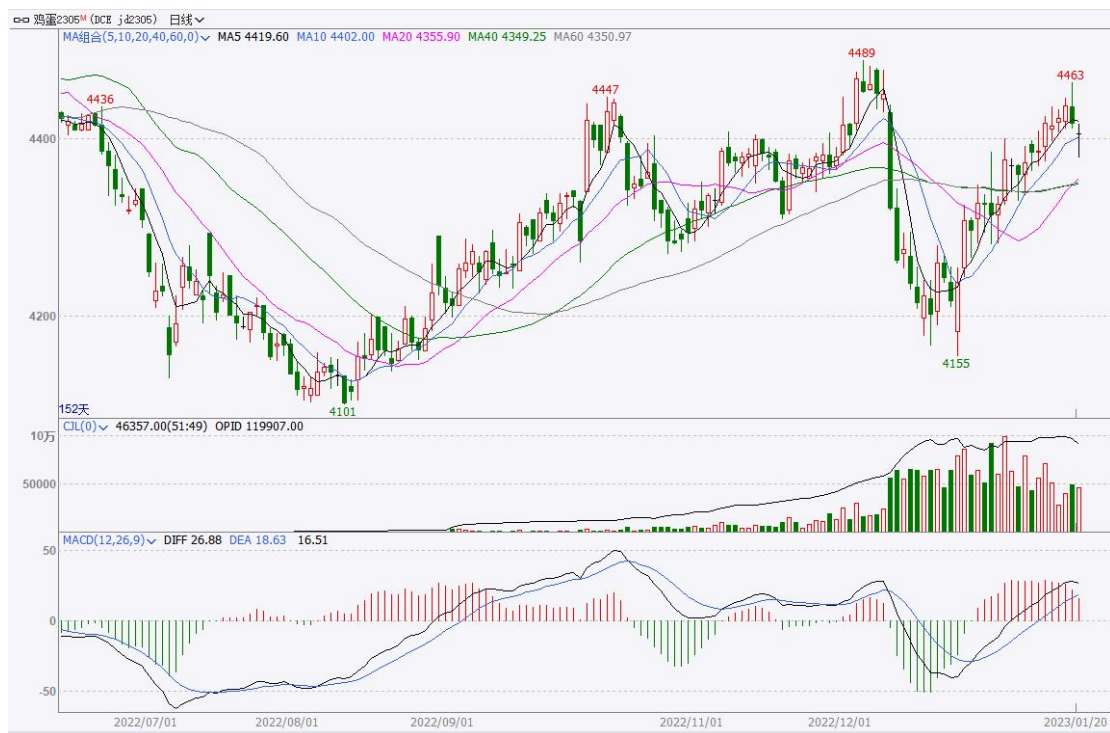 鸡蛋2305M (DCE jd2305) 日线
MA组合(5,10,20,40,60,0) MA5 4419.60 MA10 4402.00 MA20 4355.90 MA40 4349.25 MA60 4350.97
4489
4463
4447
4436
4400
4300
4200
4155
4101
152天
CJL(0) 46357.00(51:49) OPID 119907.00
10万
50000
MACD(12,26,9) DIFF 26.88 DEA 18.63 16.51
50
0
-50
2022/07/01 2022/08/01 2022/09/01 2022/11/01 2022/12/01 2023/01/20